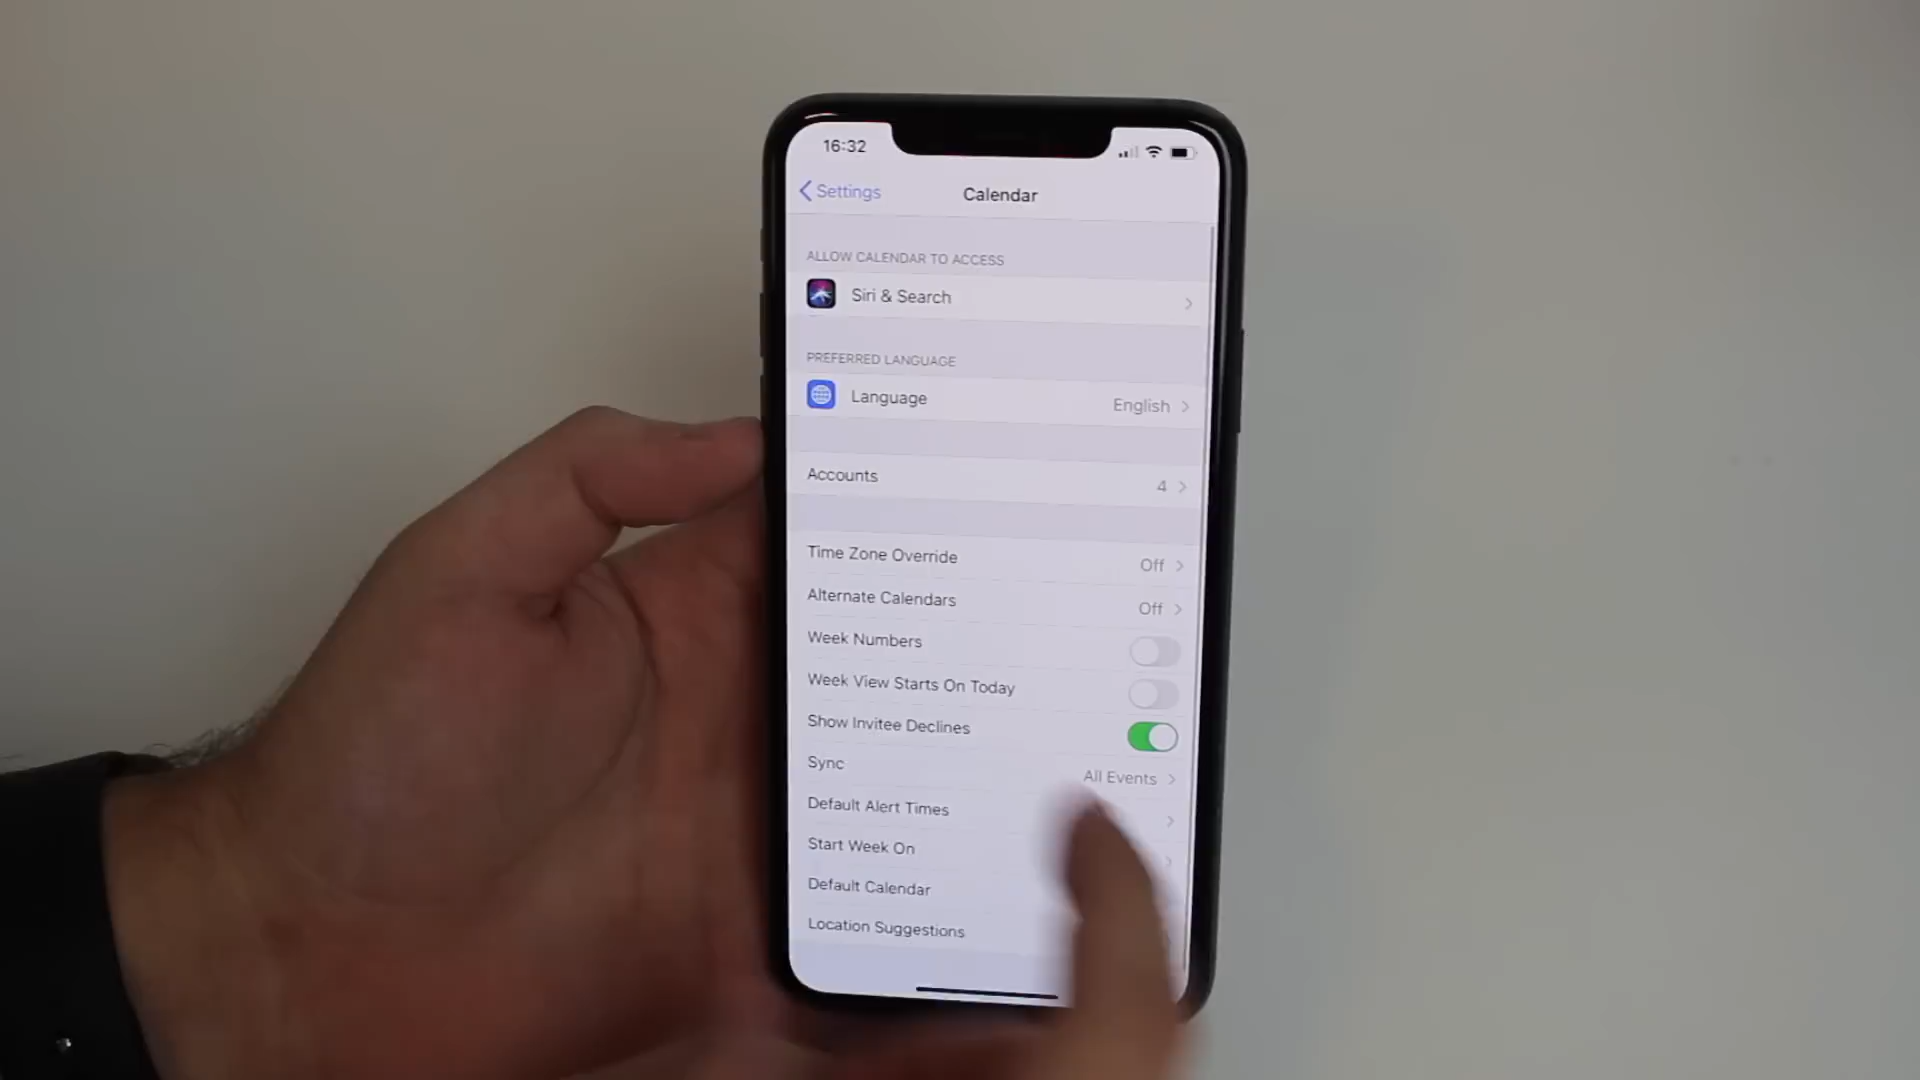 16:32
Settings
Calendar
ALLOW CALENDAR TO ACCESS
Siri & Search
PREFERRED LANGUAGE
Language English
Accounts 4
Time Zone Override Off
Alternate Calendars Off
Week Numbers
Week View Starts On Today
Show Invitee Declines
Sync All Events
Default Alert Times
Start Week On
Default Calendar
Location Suggestions